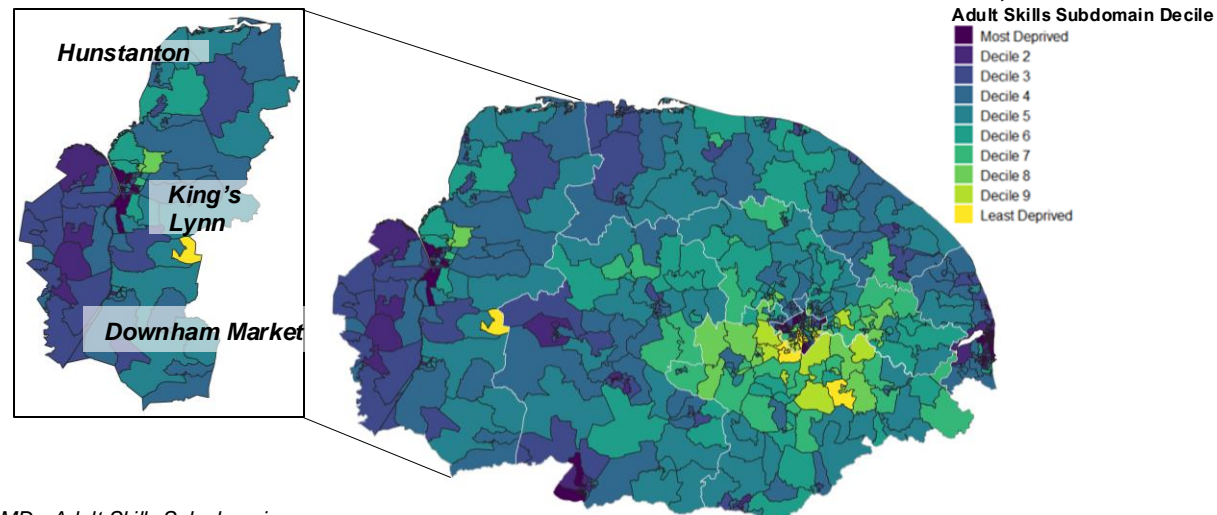 Adult Skills Subdomain Decile
Most Deprived
Decile 2
Decile 3
Decile 4
Decile 5
Decile 6
Decile 7
Decile 8
Decile 9
Least Deprived
Hunstanton
King's
Lynn
Downham Market